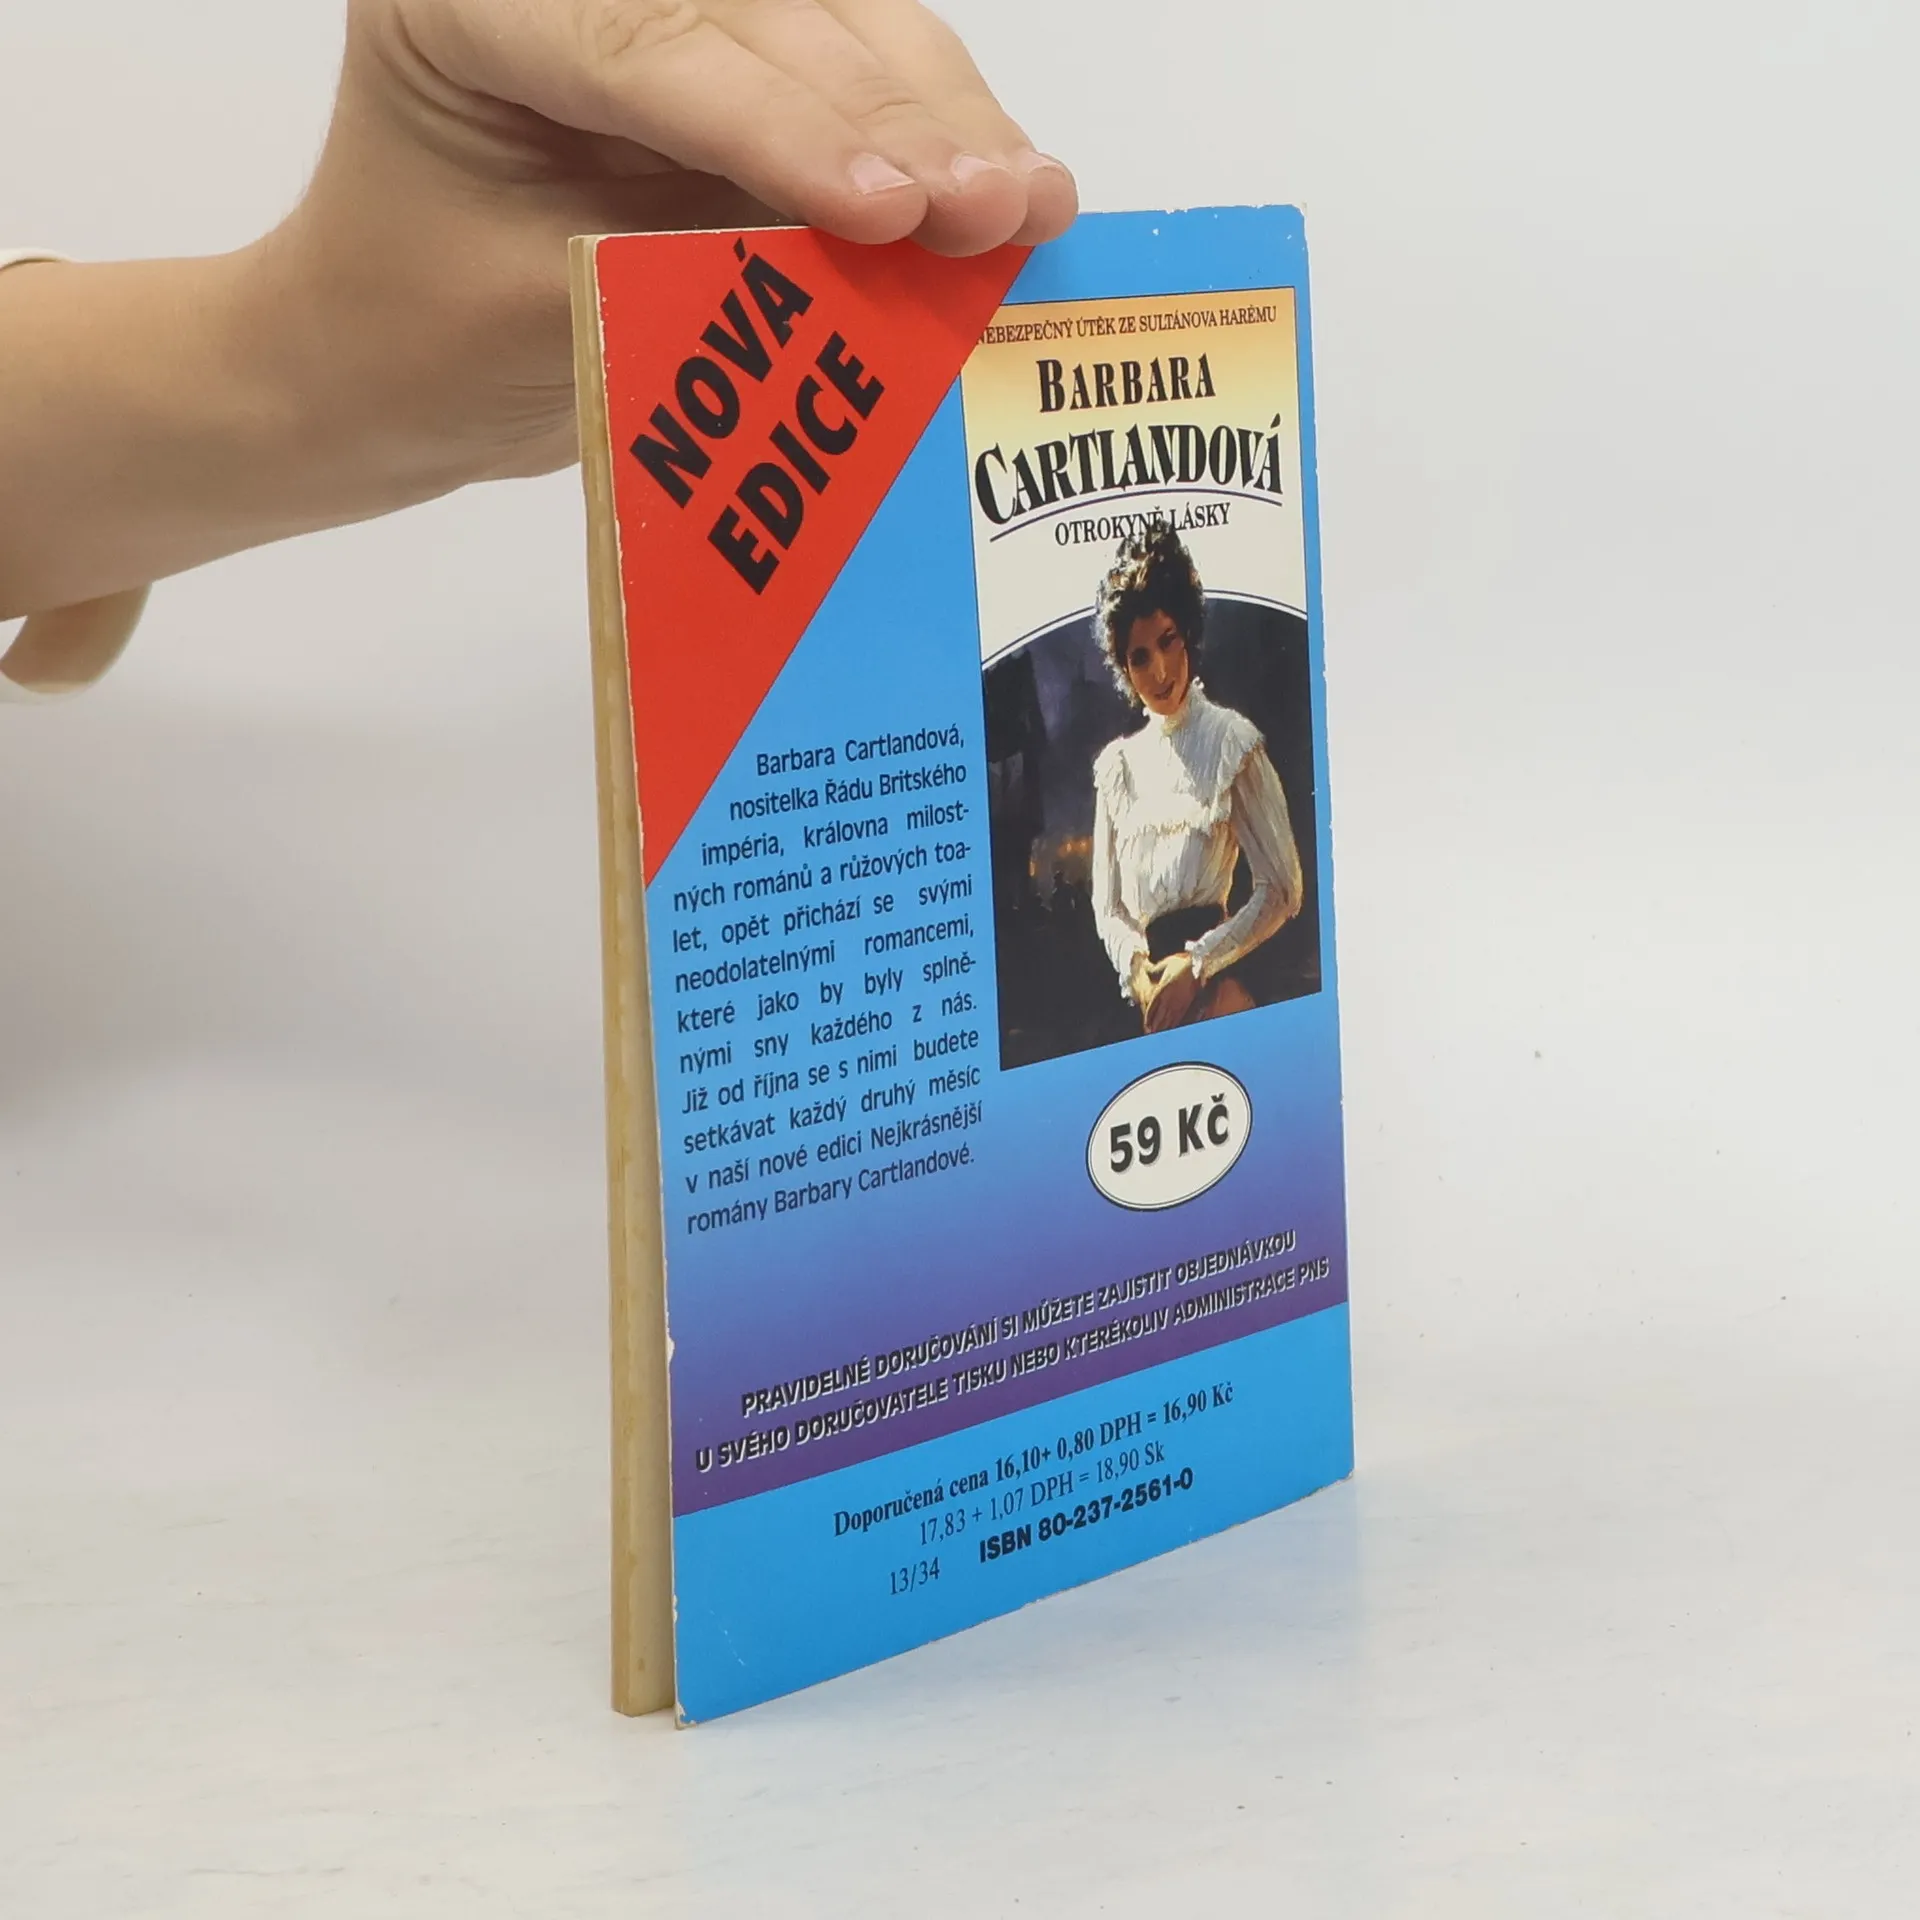 NOVÁ
EDICE
NEBEZPEČNÝ ÚTĚK ZE SULTÁNOVA HARÉMU
BARBARA
CARTLANDOVÁ
OTROKYNĚ LÁSKY
Barbara Cartlandová,
nositelka Řádu Britského
impéria, královna milost-
ných románů a růžových toa-
let, opět přichází se svými
neodolatelnými romancemi,
které jako by byly splně-
nými sny každého z nás.
Již od října se s nimi budete
setkávat každý druhý měsíc
v naší nové edici Nejkrásnější
romány Barbary Cartlandové.
59 Kč
PRAVIDELNÉ DORUČOVÁNÍ SI MŮŽETE ZAJISTIT OBJEDNÁVKOU
U SVÉHO DORUČOVATELE TISKU NEBO KTERÉKOLIV ADMINISTRACE PNS
Doporučená cena 16,10+ 0,80 DPH = 16,90 Kč
17,83 + 1,07 DPH = 18,90 Sk
13/34 ISBN 80-237-2561-0